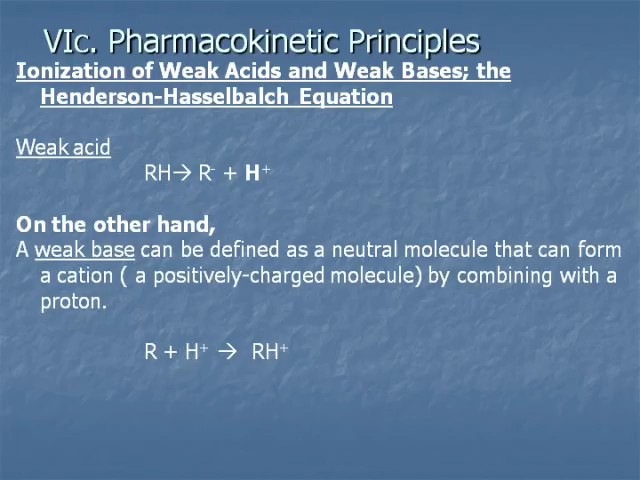 VIC. Pharmacokinetic Principles
Ionization of Weak Acids and Weak Bases; the
Henderson-Hasselbalch Equation
Weak acid
RH→ R⁻ + H⁺
On the other hand,
A weak base can be defined as a neutral molecule that can form
a cation ( a positively-charged molecule) by combining with a
proton.
R + H⁺ → RH⁺